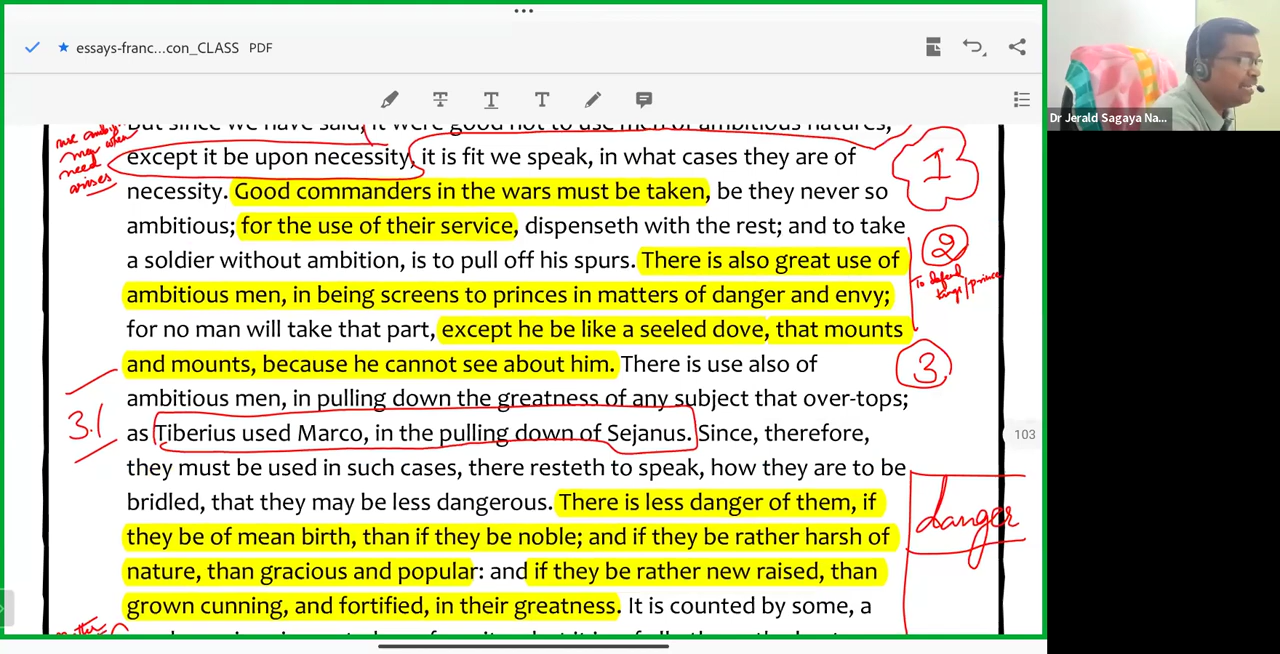 essays-franc...con_CLASS PDF
Dr Jerald Sagaya Na...
But since we have said, it were good not to use men of ambitious natures,
except it be upon necessity, it is fit we speak, in what cases they are of
necessity. Good commanders in the wars must be taken, be they never so
ambitious; for the use of their service, dispenseth with the rest; and to take
a soldier without ambition, is to pull off his spurs. There is also great use of
ambitious men, in being screens to princes in matters of danger and envy;
for no man will take that part, except he be like a seeled dove, that mounts
and mounts, because he cannot see about him. There is use also of
ambitious men, in pulling down the greatness of any subject that over-tops;
as Tiberius used Marco, in the pulling down of Sejanus. Since, therefore,
they must be used in such cases, there resteth to speak, how they are to be
bridled, that they may be less dangerous. There is less danger of them, if
they be of mean birth, than if they be noble; and if they be rather harsh of
nature, than gracious and popular: and if they be rather new raised, than
grown cunning, and fortified, in their greatness. It is counted by some, a
use
men when
need
arises
1
2
To defend
kings/princes
3
3.1
103
danger